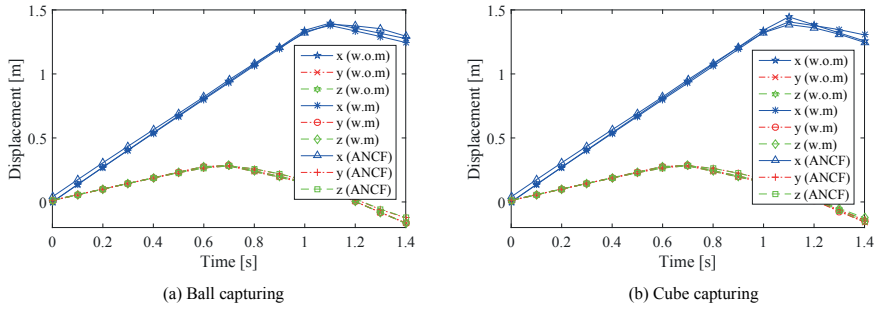 1.5
1
0.5
0
Displacement [m]
x (w.o.m)
y (w.o.m)
z (w.o.m)
x (w.m)
y (w.m)
z (w.m)
x (ANCF)
y (ANCF)
z (ANCF)
0 0.2 0.4 0.6 0.8 1 1.2 1.4
Time [s]
(a) Ball capturing
1.5
1
0.5
0
Displacement [m]
x (w.o.m)
y (w.o.m)
z (w.o.m)
x (w.m)
y (w.m)
z (w.m)
x (ANCF)
y (ANCF)
z (ANCF)
0 0.2 0.4 0.6 0.8 1 1.2 1.4
Time [s]
(b) Cube capturing